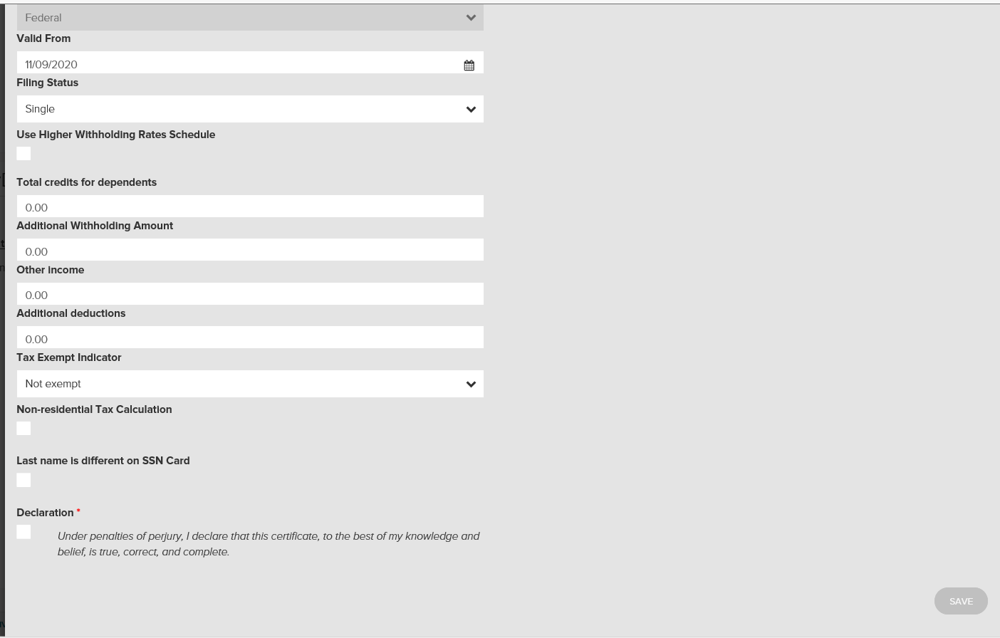 Federal
Valid From
11/09/2020
Filing Status
Single
Use Higher Withholding Rates Schedule
Total credits for dependents
0.00
Additional Withholding Amount
0.00
Other income
0.00
Additional deductions
0.00
Tax Exempt Indicator
Not exempt
Non-residential Tax Calculation
Last name is different on SSN Card
Declaration *
Under penalties of perjury, I declare that this certificate, to the best of my knowledge and
belief, is true, correct, and complete.
SAVE